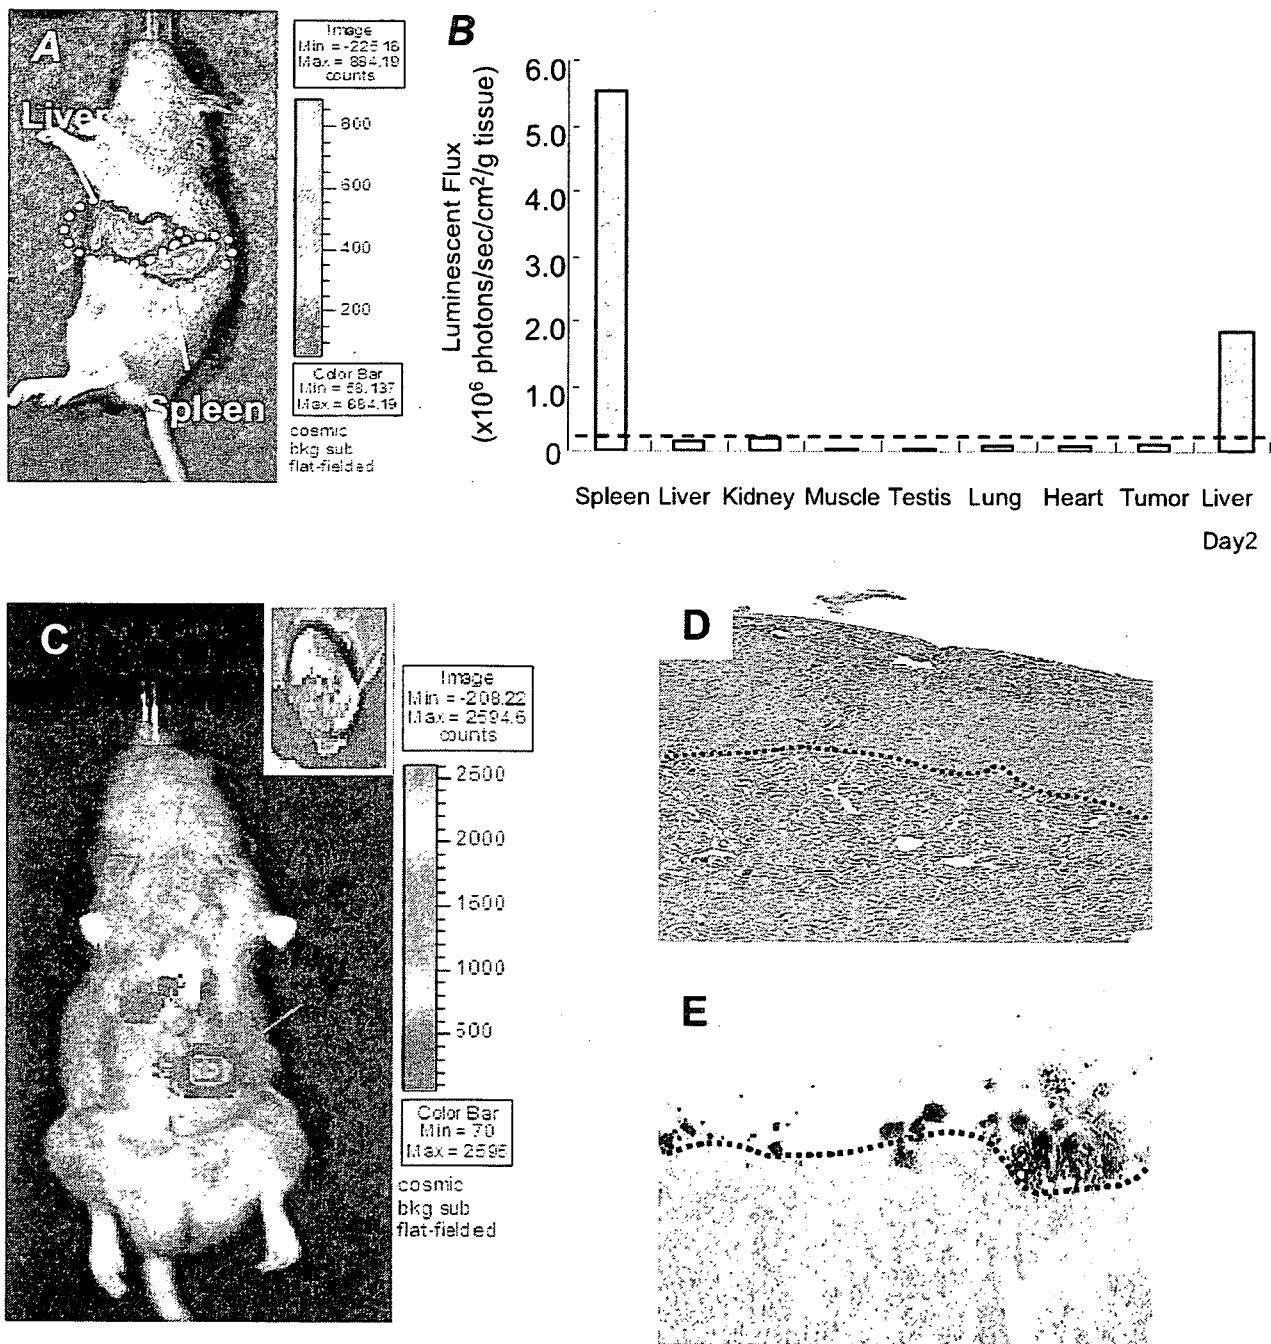 A
Liver
Spleen
Image
Min = -225.18
Max = 884.19
counts
800
600
400
200
Color Bar
Min = 58.137
Max = 884.19
cosmic
bkg sub
flat-fielded
B
Luminescent Flux
(x10⁶ photons/sec/cm²/g tissue)
6.0
5.0
4.0
3.0
2.0
1.0
0
Spleen Liver Kidney Muscle Testis Lung Heart Tumor Liver
Day2
C
Image
Min = -208.22
Max = 2594.6
counts
2500
2000
1500
1000
500
Color Bar
Min = 70
Max = 2595
cosmic
bkg sub
flat-fielded
D
E